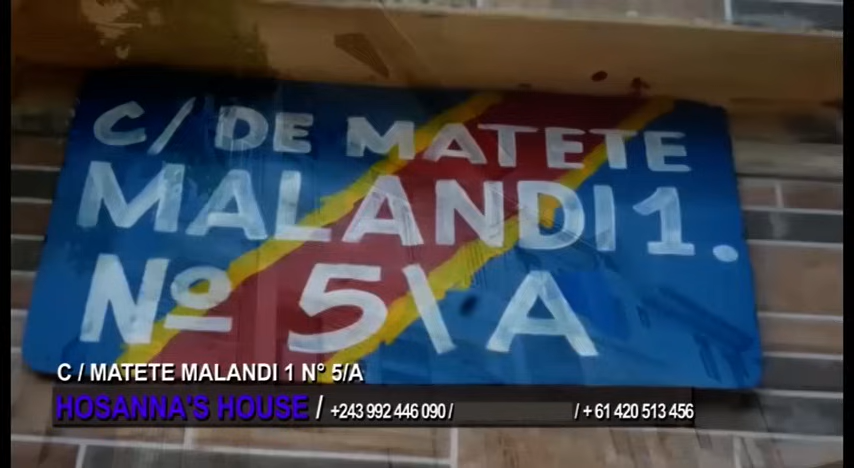 C/ DE MATETE
MALANDI 1.
Nº 5\A
C / MATETE MALANDI 1 N° 5/A
HOSANNA'S HOUSE / +243 992 446 090 / / + 61 420 513 456